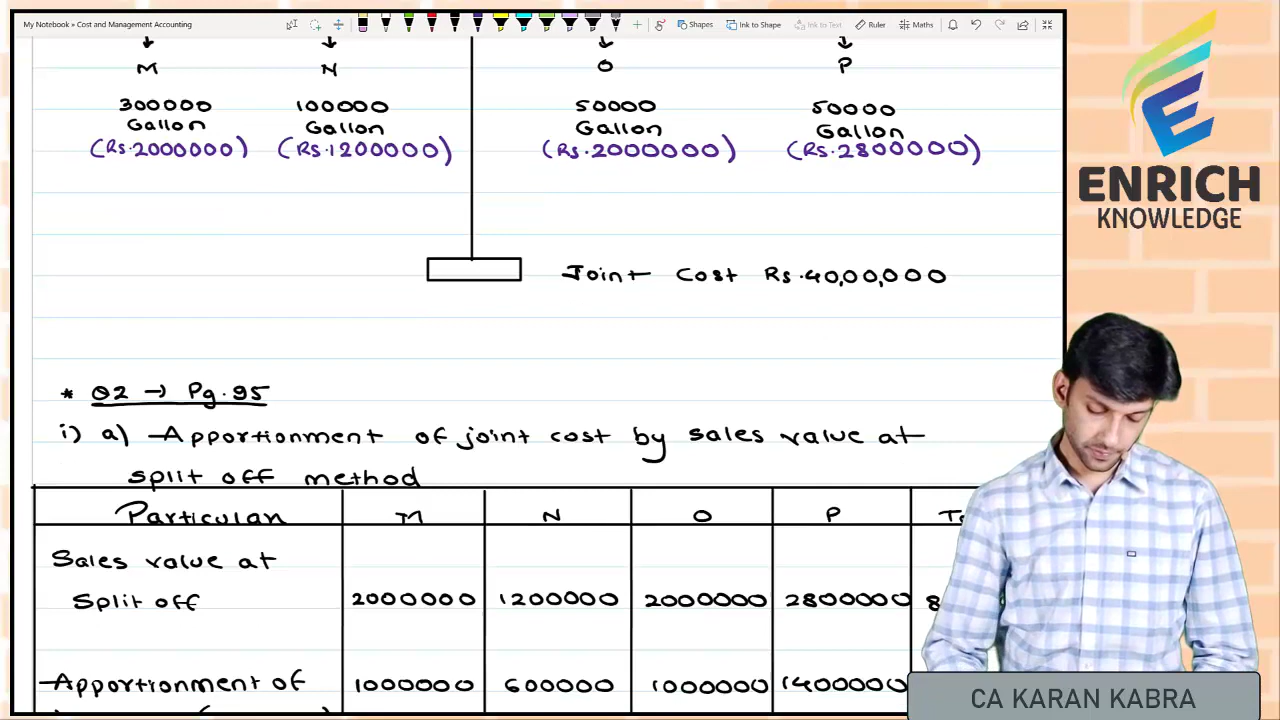 My Notebook > Cost and Management Accounting
Shapes Ink to Shape Ink to Text Ruler Maths
M N O P
300000 100000 50000 50000
Gallon Gallon Gallon Gallon
(Rs.2000000) (Rs.1200000) (Rs.2000000) (Rs.2800000)
ENRICH
KNOWLEDGE
Joint Cost Rs.40,00,000
* Q2 → Pg.95
i) a) Apportionment of joint cost by sales value at
split off method
Particular M N O P
Sales value at
Split off 2000000 1200000 2000000 2800000 8
Apportionment of 1000000 600000 1000000 1400000
CA KARAN KABRA